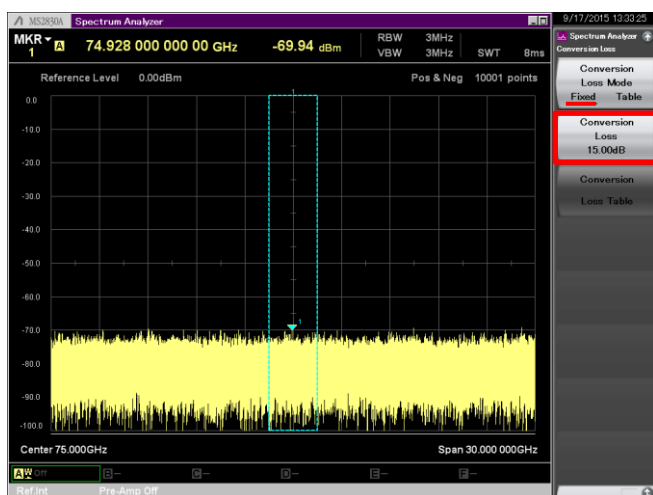 MS2830A Spectrum Analyzer
9/17/2015 13:33:25
MKR 1 A 74.928 000 000 00 GHz -69.94 dBm
RBW 3MHz
VBW 3MHz SWT 8ms
Spectrum Analyzer
Conversion Loss
Reference Level 0.00dBm Pos & Neg 10001 points
Conversion
Loss Mode
Fixed Table
Conversion
Loss
15.00dB
Conversion
Loss Table
1
0.0
-10.0
-20.0
-30.0
-40.0
-50.0
-60.0
-70.0
1
-80.0
-90.0
-100.0
Center 75.000GHz Span 30.000 000GHz
A W Off B- C- D- E- F-
Ref.Int Pre-Amp Off